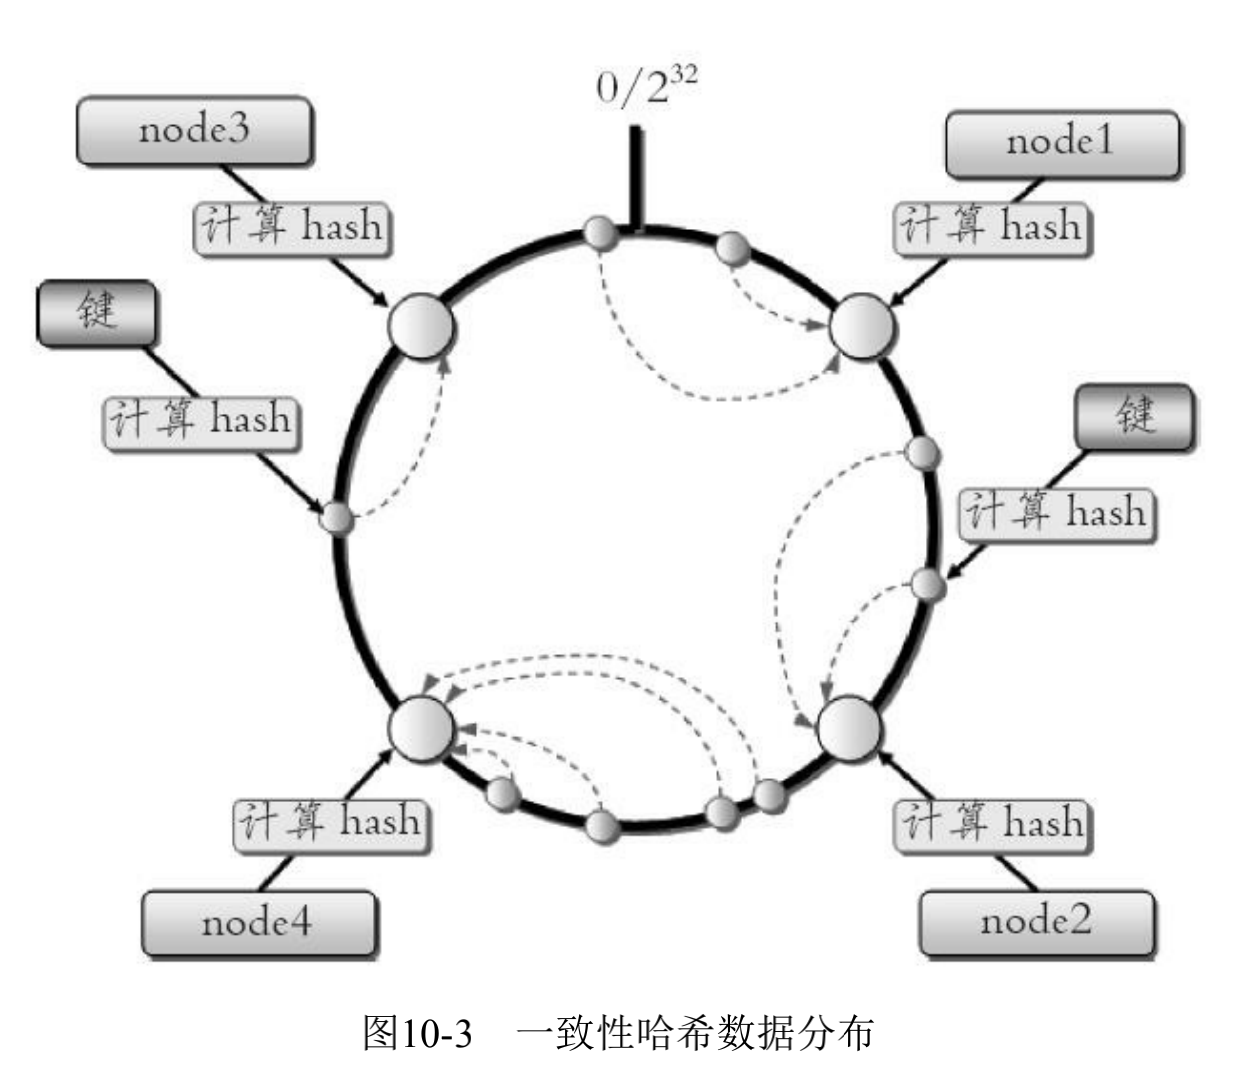 0/2³²
node3
node1
计算 hash
计算 hash
键
键
计算 hash
计算 hash
计算 hash
计算 hash
node4
node2
图10-3 一致性哈希数据分布